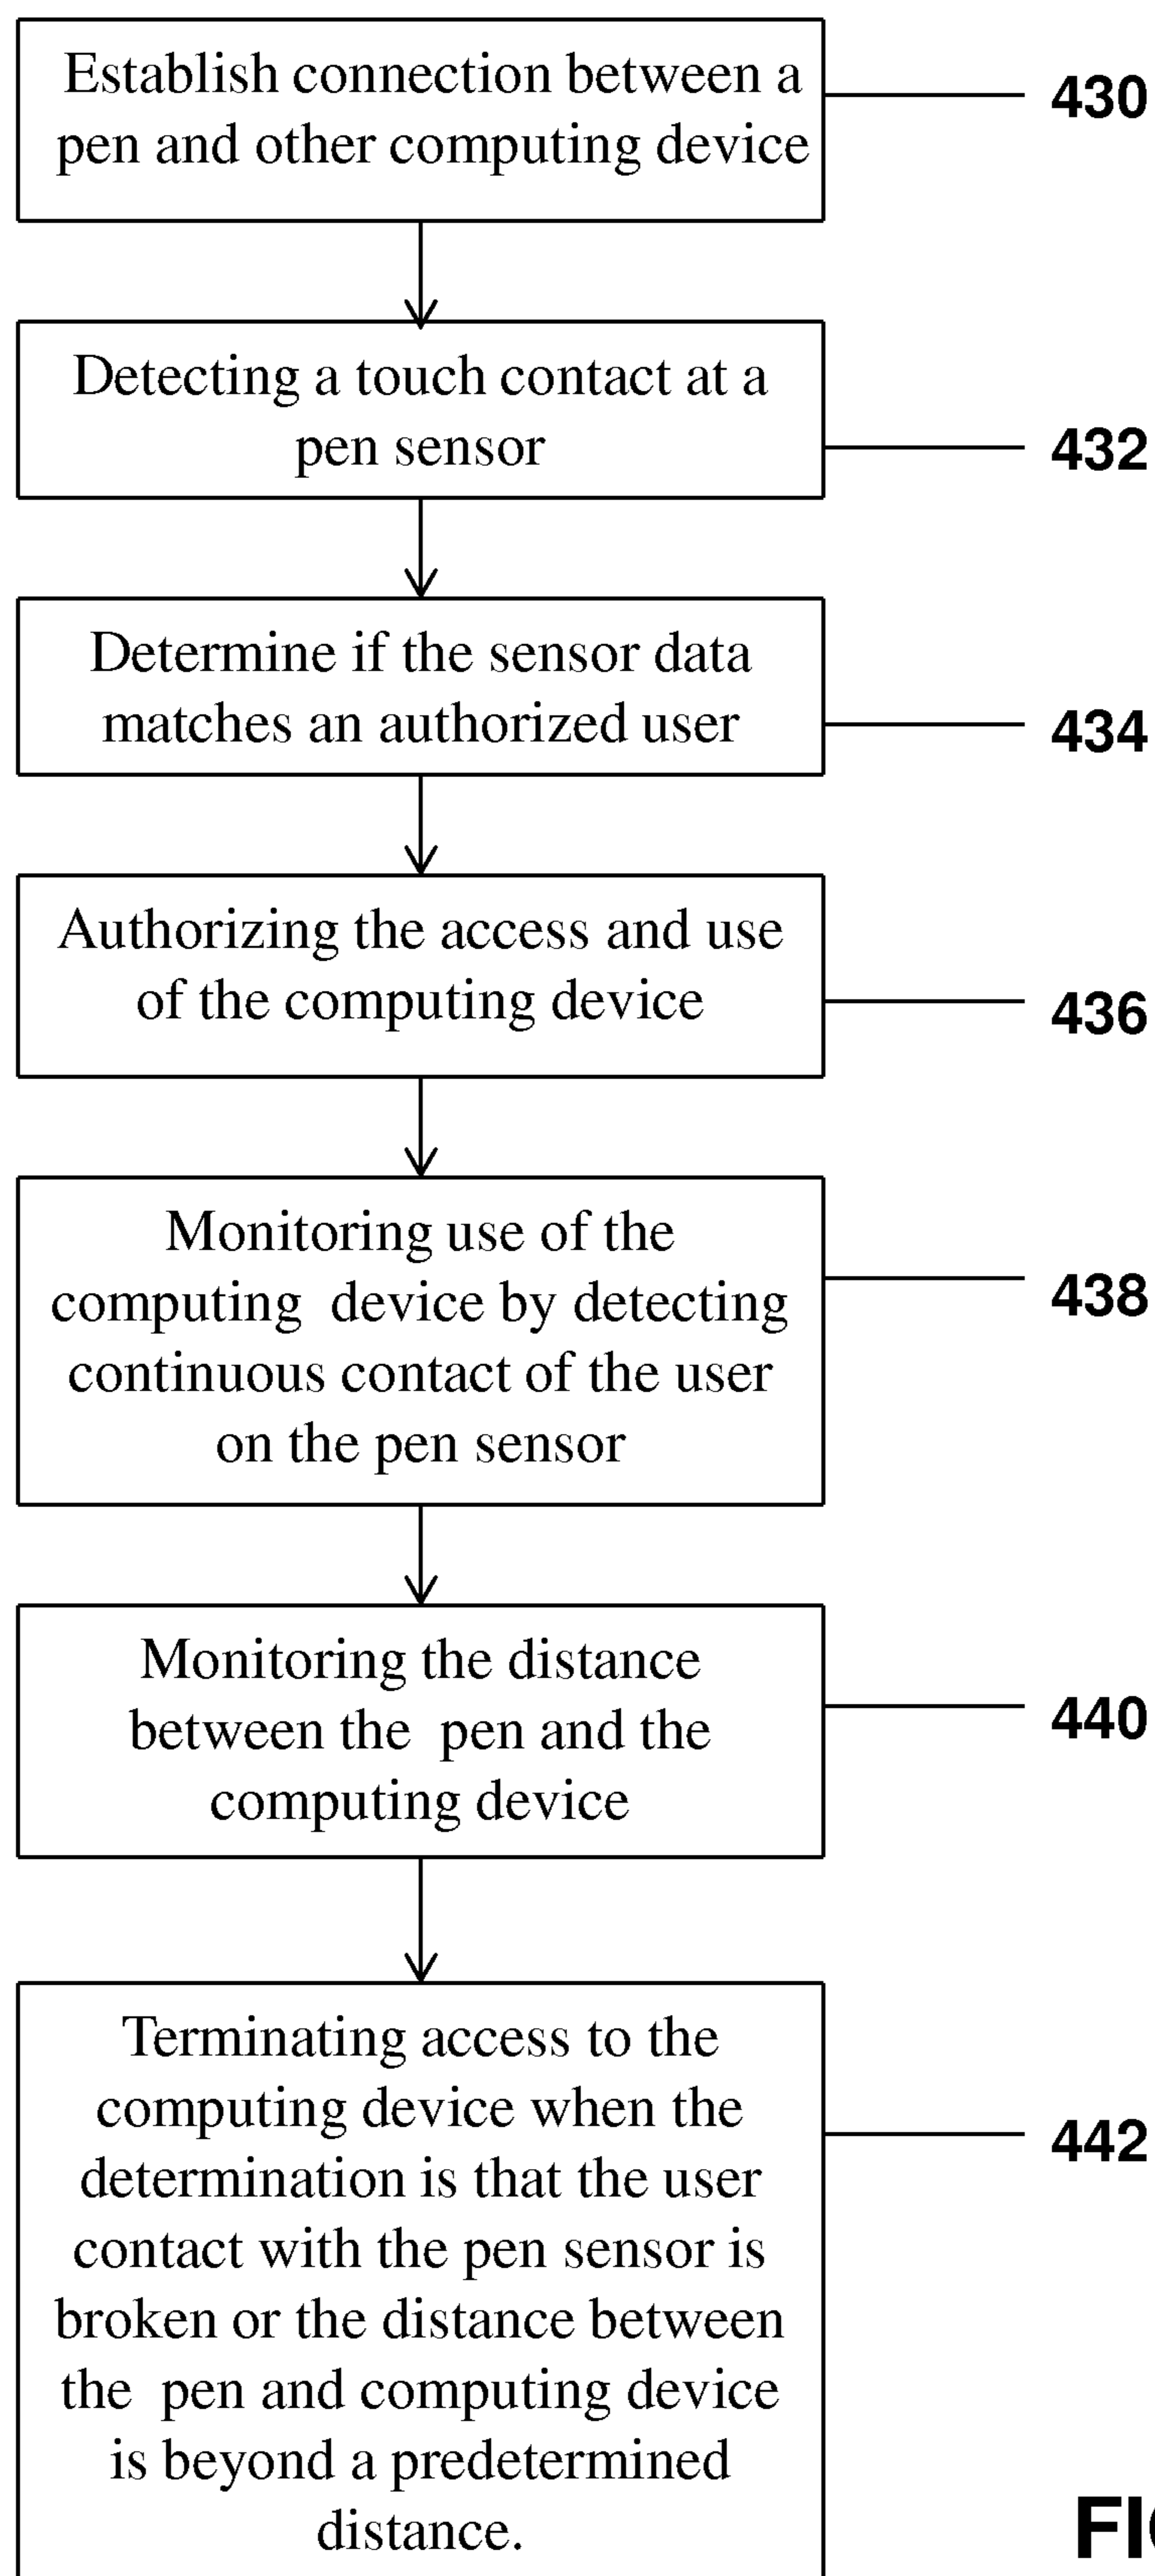 Establish connection between a
pen and other computing device
430
Detecting a touch contact at a
pen sensor
432
Determine if the sensor data
matches an authorized user
434
Authorizing the access and use
of the computing device
436
Monitoring use of the
computing device by detecting
continuous contact of the user
on the pen sensor
438
Monitoring the distance
between the pen and the
computing device
440
Terminating access to the
computing device when the
determination is that the user
contact with the pen sensor is
broken or the distance between
the pen and computing device
is beyond a predetermined
distance.
442